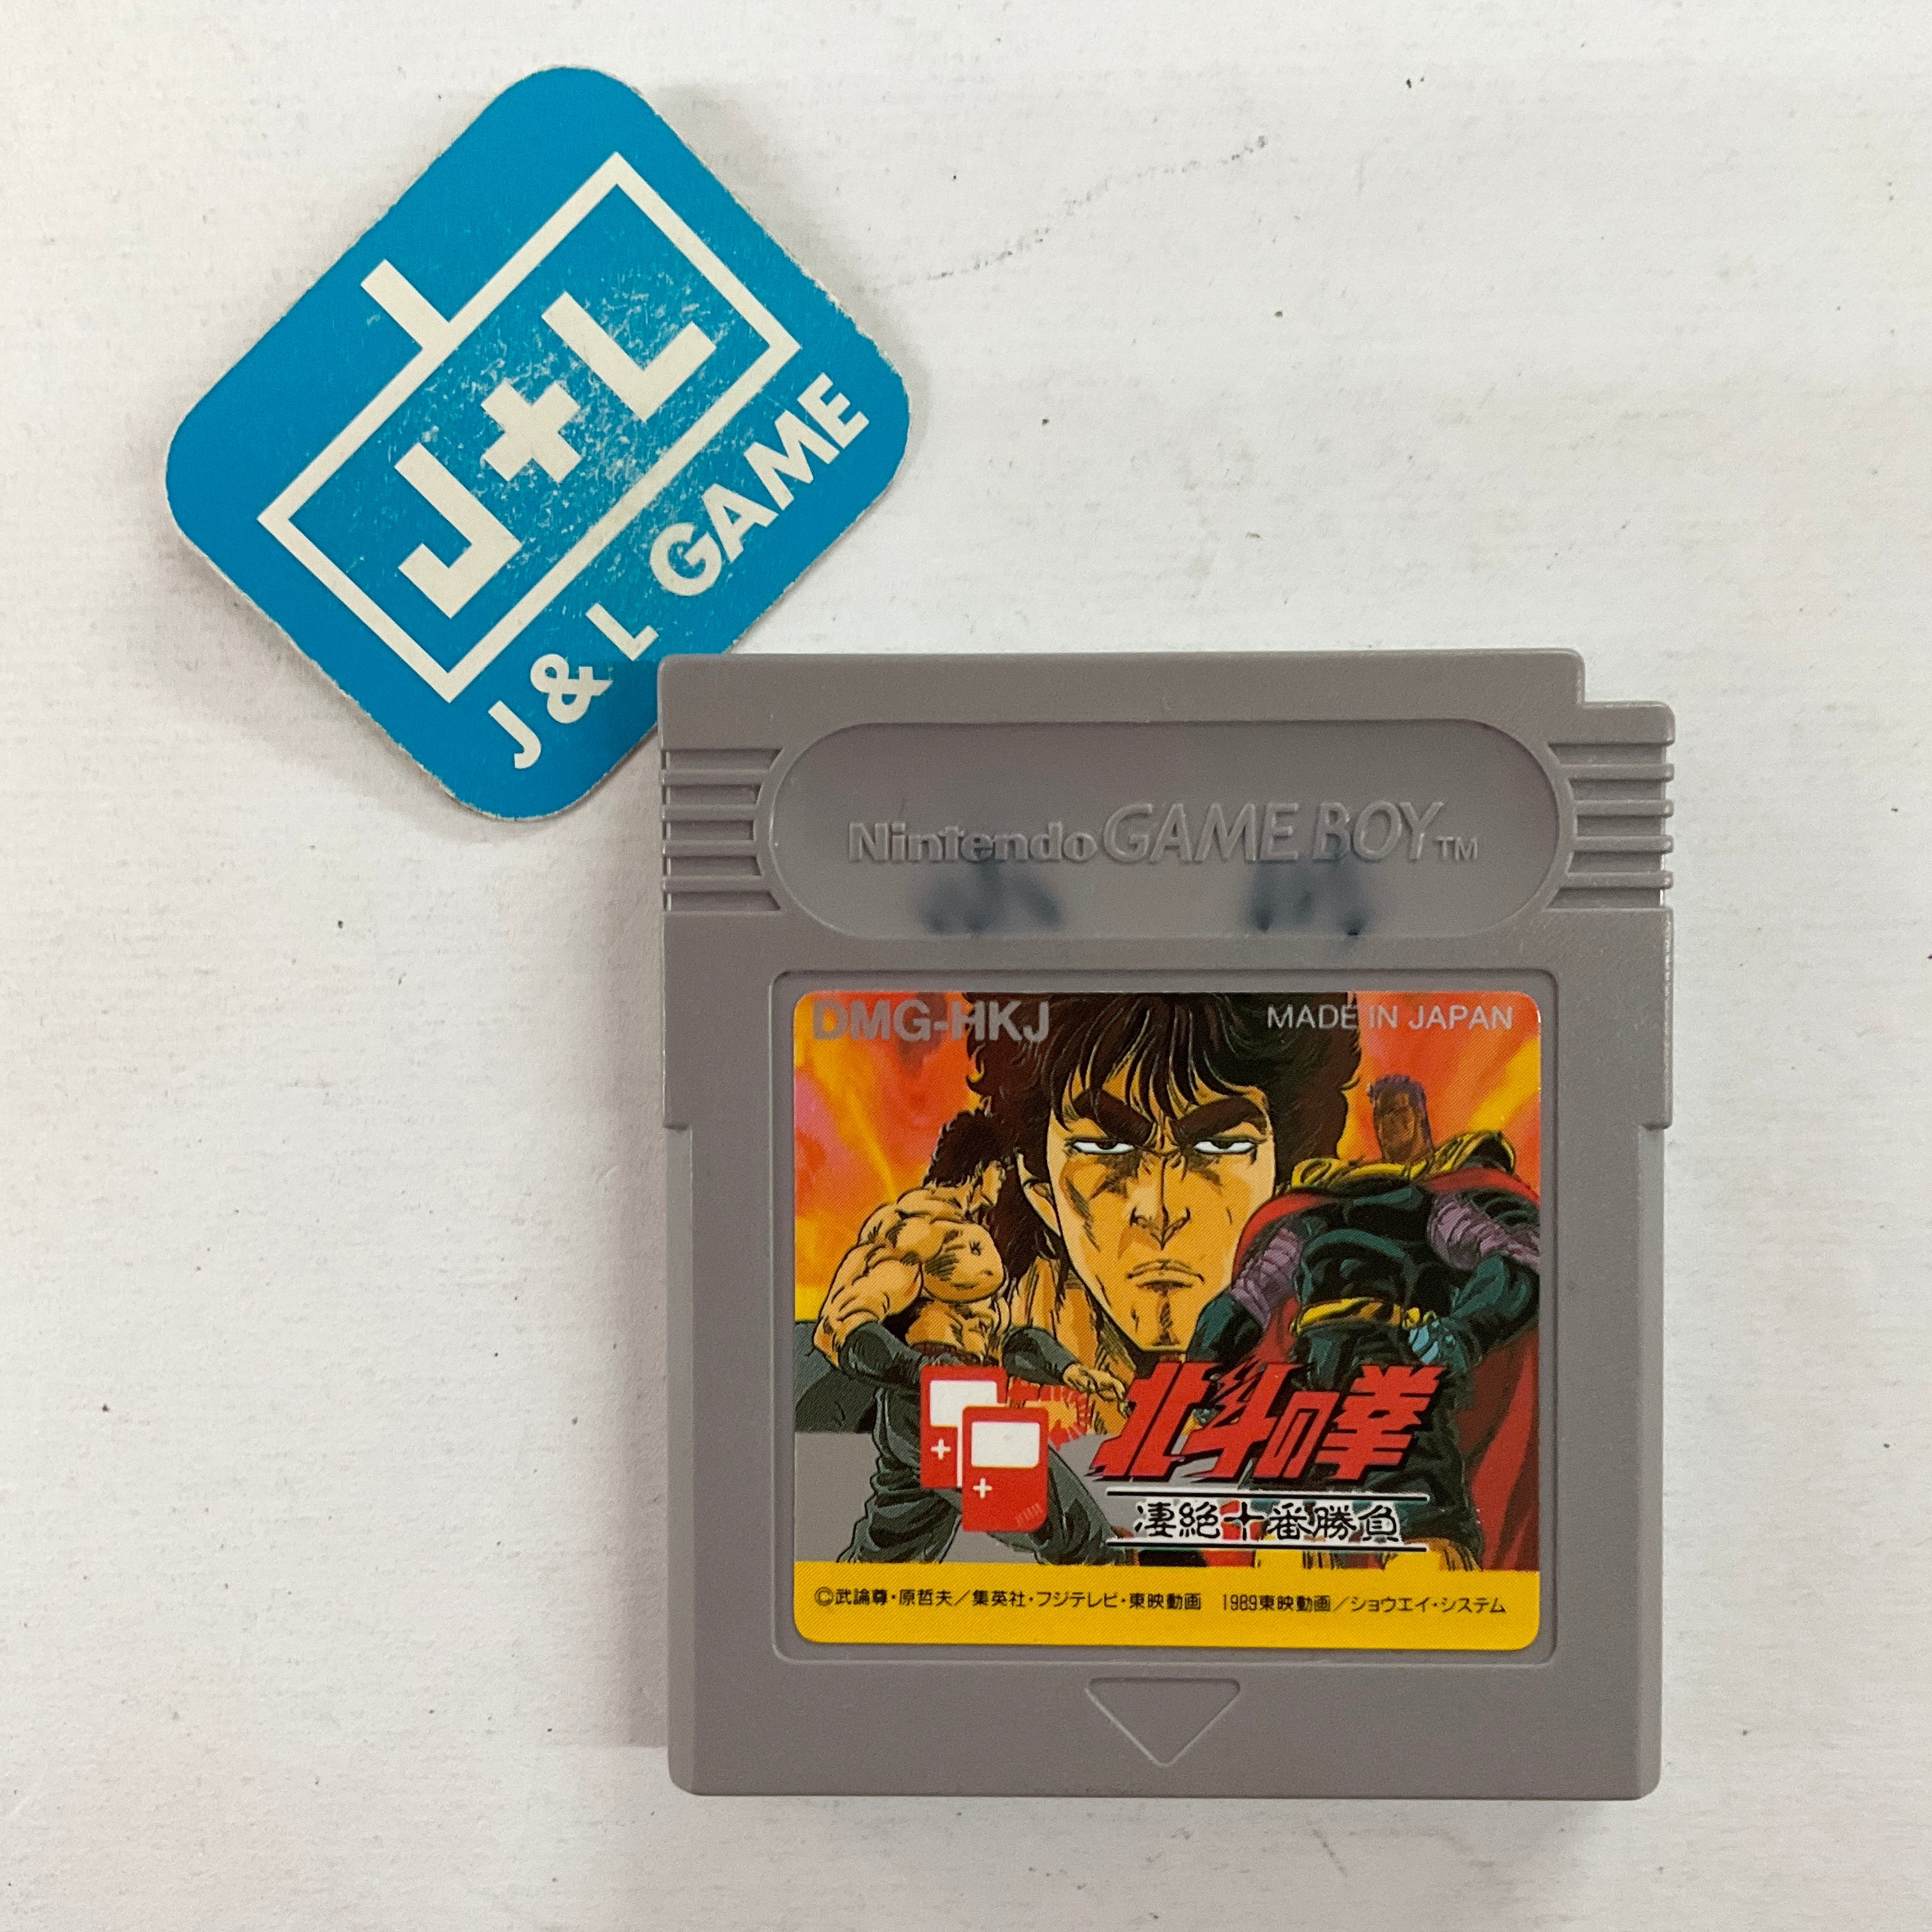 J+L
J & L GAME
Nintendo GAME BOY TM
DMG-HKJ
MADE IN JAPAN
北斗の拳
凄絶十番勝負
©武論尊・原哲夫／集英社・フジテレビ・東映動画 1989東映動画／ショウエイ・システム